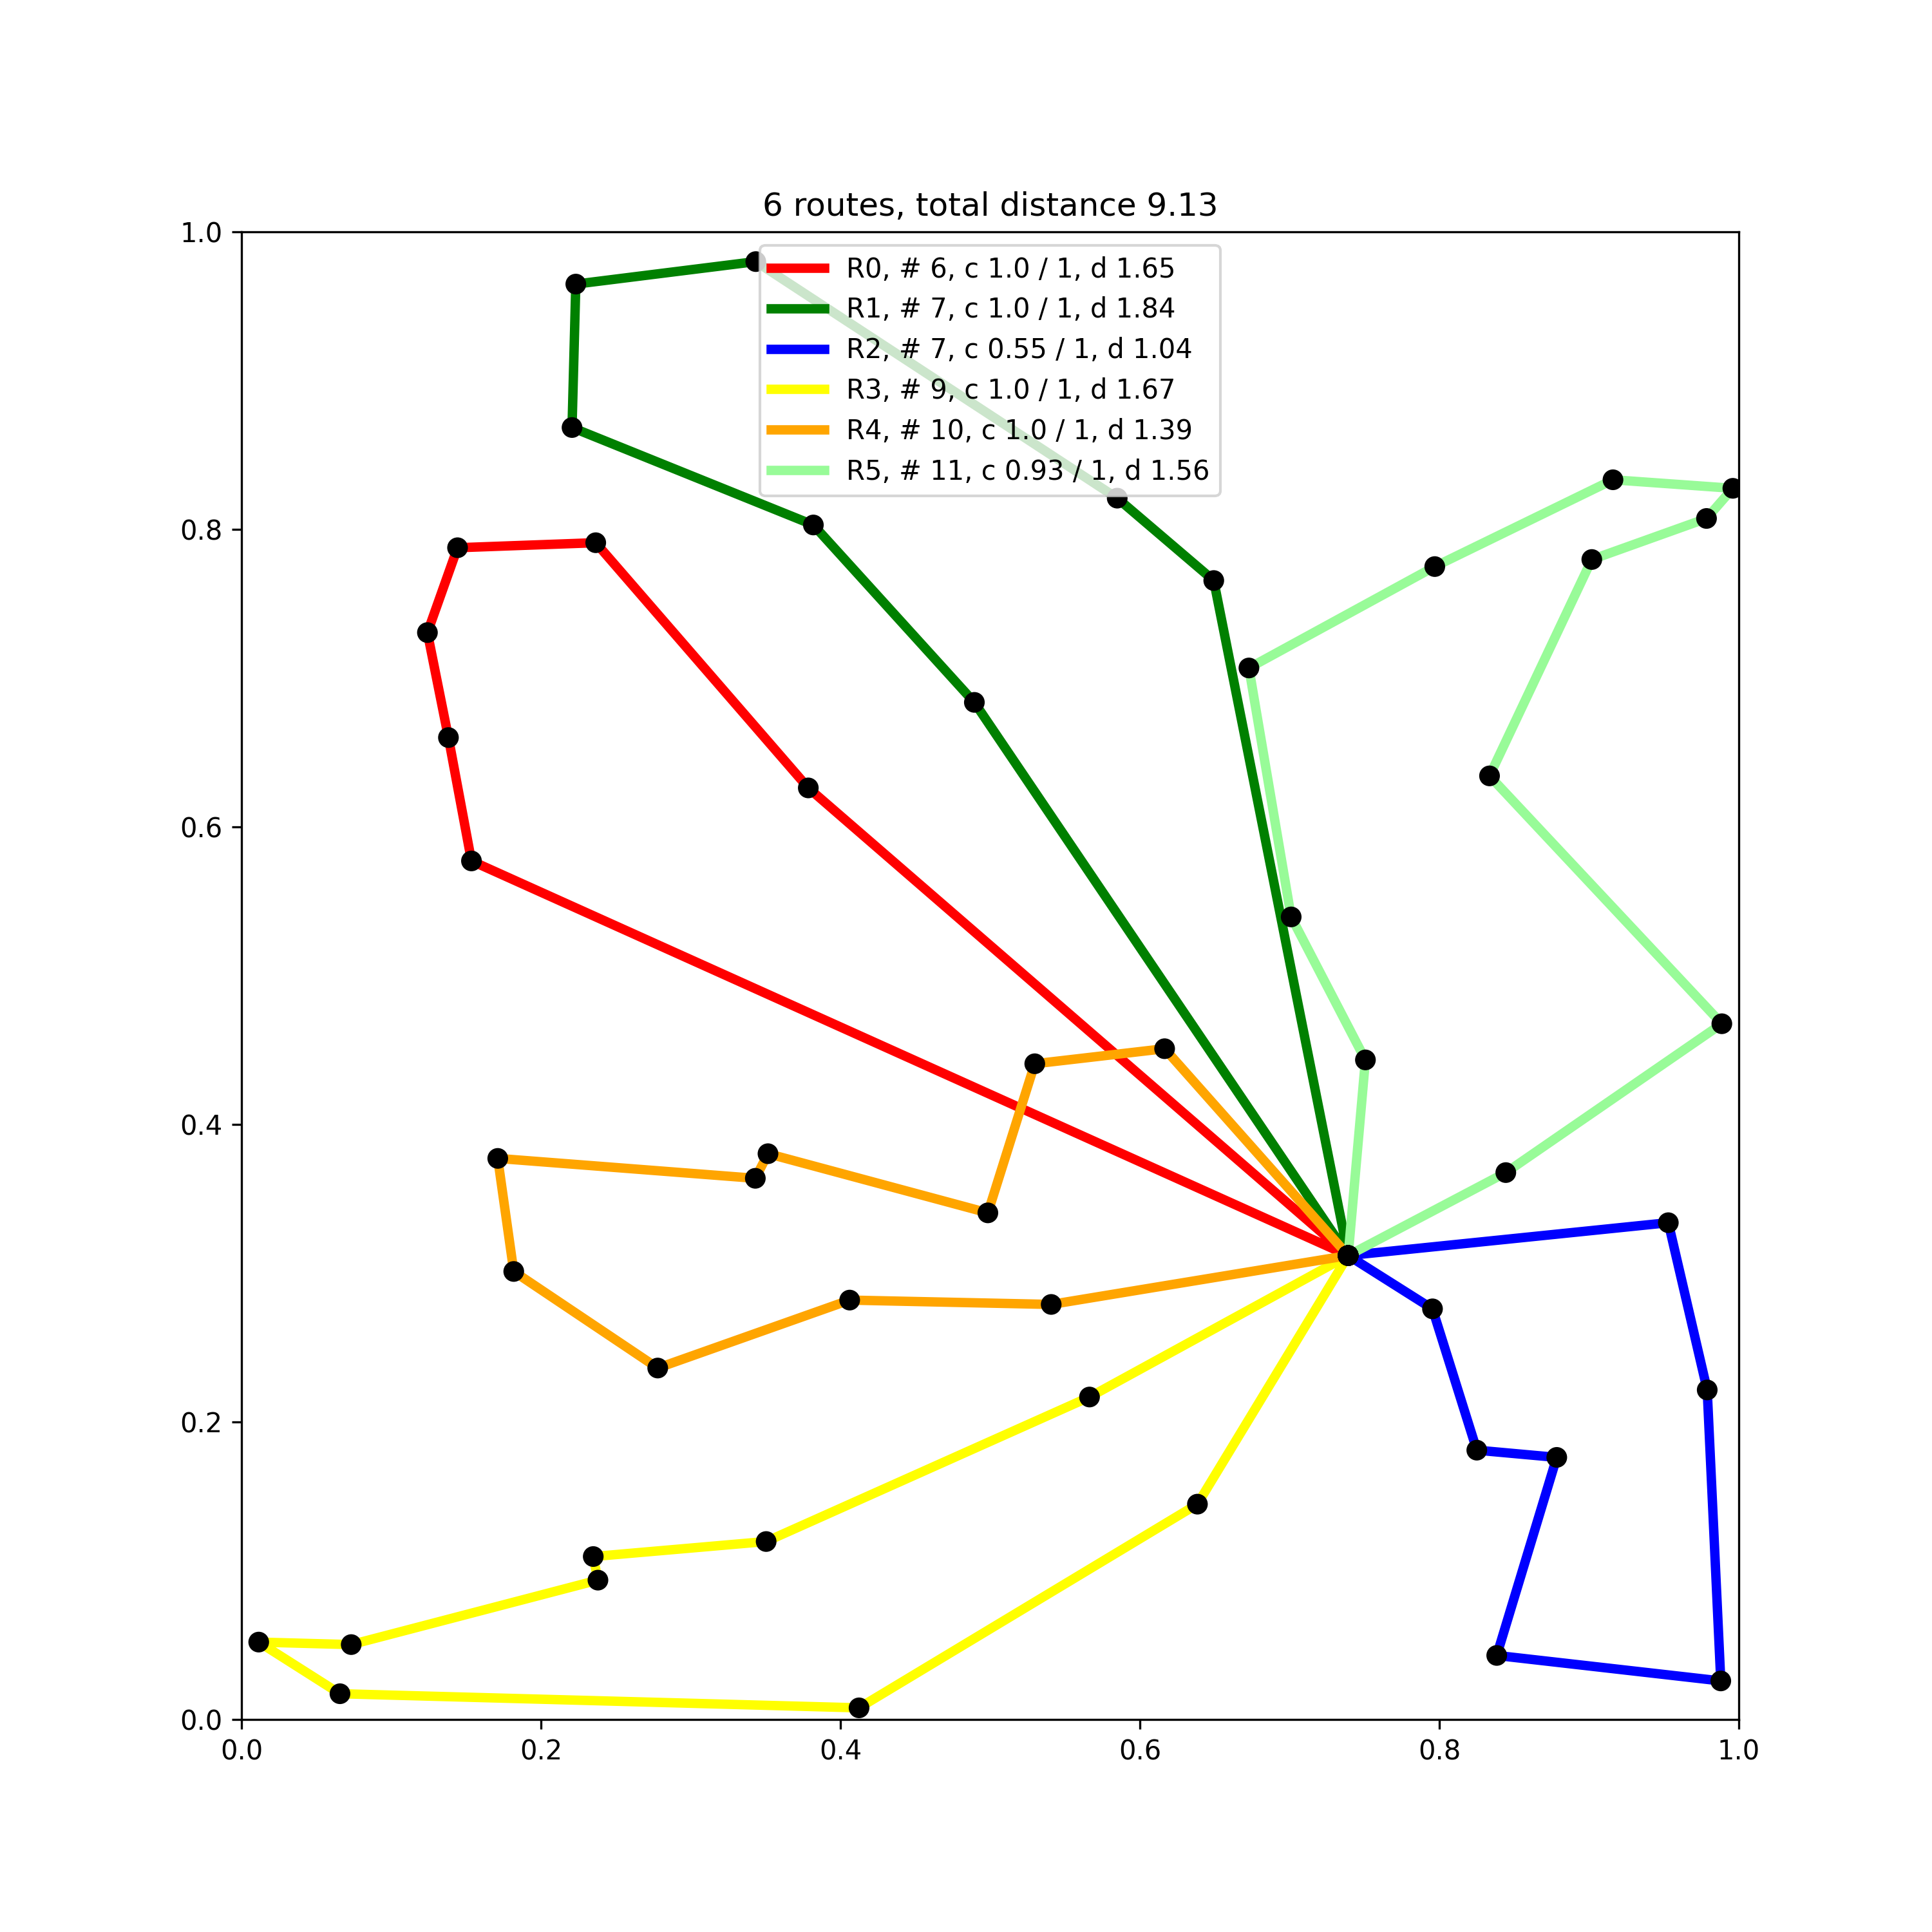 6 routes, total distance 9.13
1.0
0.8
0.6
0.4
0.2
0.0
R0, # 6, c 1.0 / 1, d 1.65
R1, # 7, c 1.0 / 1, d 1.84
R2, # 7, c 0.55 / 1, d 1.04
R3, # 9, c 1.0 / 1, d 1.67
R4, # 10, c 1.0 / 1, d 1.39
R5, # 11, c 0.93 / 1, d 1.56
0.0 0.2 0.4 0.6 0.8 1.0